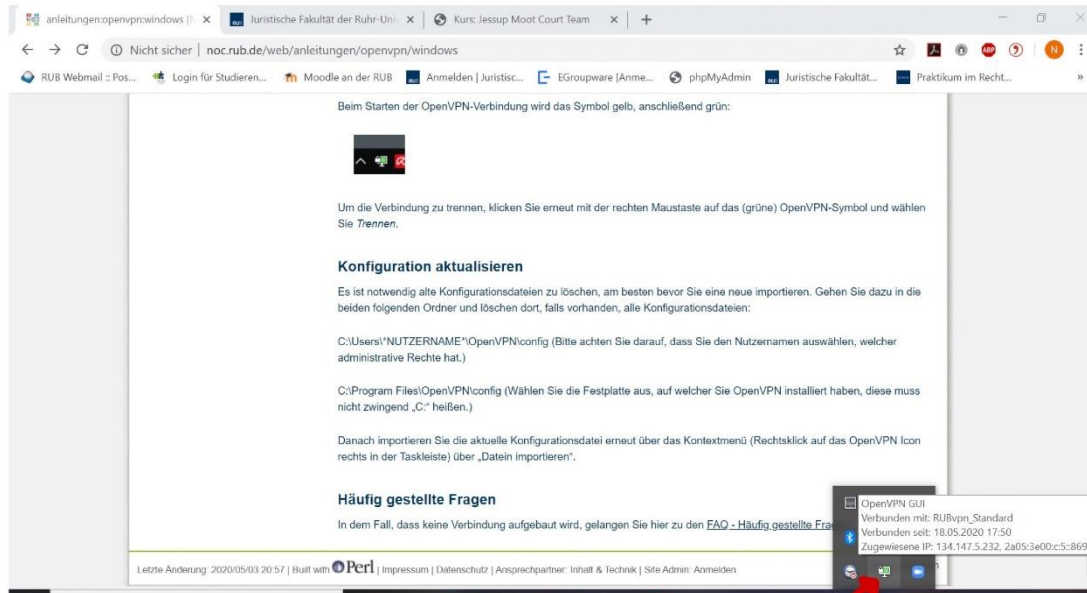 anleitungen:openvpn:windows [N
Juristische Fakultät der Ruhr-Uni
Kurs: Jessup Moot Court Team
Nicht sicher | noc.rub.de/web/anleitungen/openvpn/windows
ABP
N
RUB Webmail :: Pos...
Login für Studieren...
Moodle an der RUB
Anmelden | Juristisc...
EGroupware [Anme...
phpMyAdmin
Juristische Fakultät...
Praktikum im Recht...
»
Beim Starten der OpenVPN-Verbindung wird das Symbol gelb, anschließend grün:
Um die Verbindung zu trennen, klicken Sie erneut mit der rechten Maustaste auf das (grüne) OpenVPN-Symbol und wählen
Sie Trennen.
Konfiguration aktualisieren
Es ist notwendig alte Konfigurationsdateien zu löschen, am besten bevor Sie eine neue importieren. Gehen Sie dazu in die
beiden folgenden Ordner und löschen dort, falls vorhanden, alle Konfigurationsdateien:
C:\Users\*NUTZERNAME*\OpenVPN\config (Bitte achten Sie darauf, dass Sie den Nutzernamen auswählen, welcher
administrative Rechte hat.)
C:\Program Files\OpenVPN\config (Wählen Sie die Festplatte aus, auf welcher Sie OpenVPN installiert haben, diese muss
nicht zwingend „C:“ heißen.)
Danach importieren Sie die aktuelle Konfigurationsdatei erneut über das Kontextmenü (Rechtsklick auf das OpenVPN Icon
rechts in der Taskleiste) über „Datein importieren“.
Häufig gestellte Fragen
In dem Fall, dass keine Verbindung aufgebaut wird, gelangen Sie hier zu den FAQ - Häufig gestellte Fra
OpenVPN GUI
Verbunden mit: RUBvpn_Standard
Verbunden seit: 18.05.2020 17:50
Zugewiesene IP: 134.147.5.232, 2a05:3e00:c:5::869
Letzte Änderung: 2020/05/03 20:57 | Built with Perl | Impressum | Datenschutz | Ansprechpartner: Inhalt & Technik | Site Admin: Anmelden